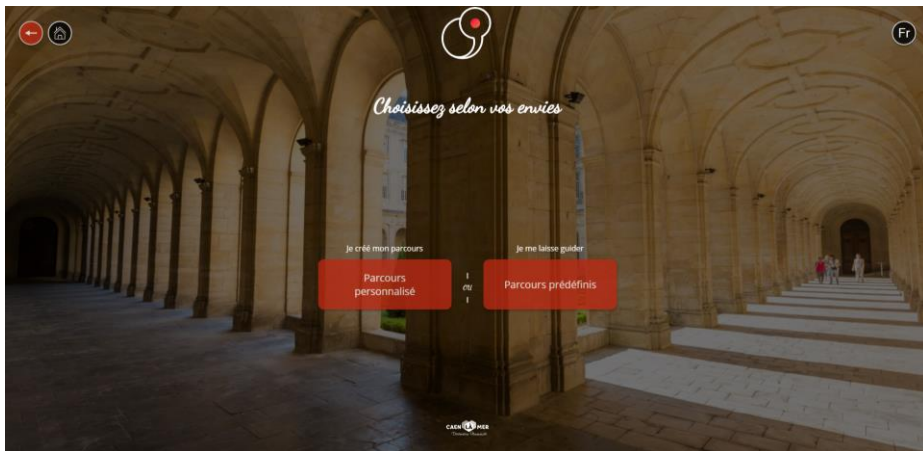 Fr
Choisissez selon vos envies
Je créé mon parcours
Je me laisse guider
Parcours
personnalisé
ou
Parcours prédéfinis
CAEN LA MER